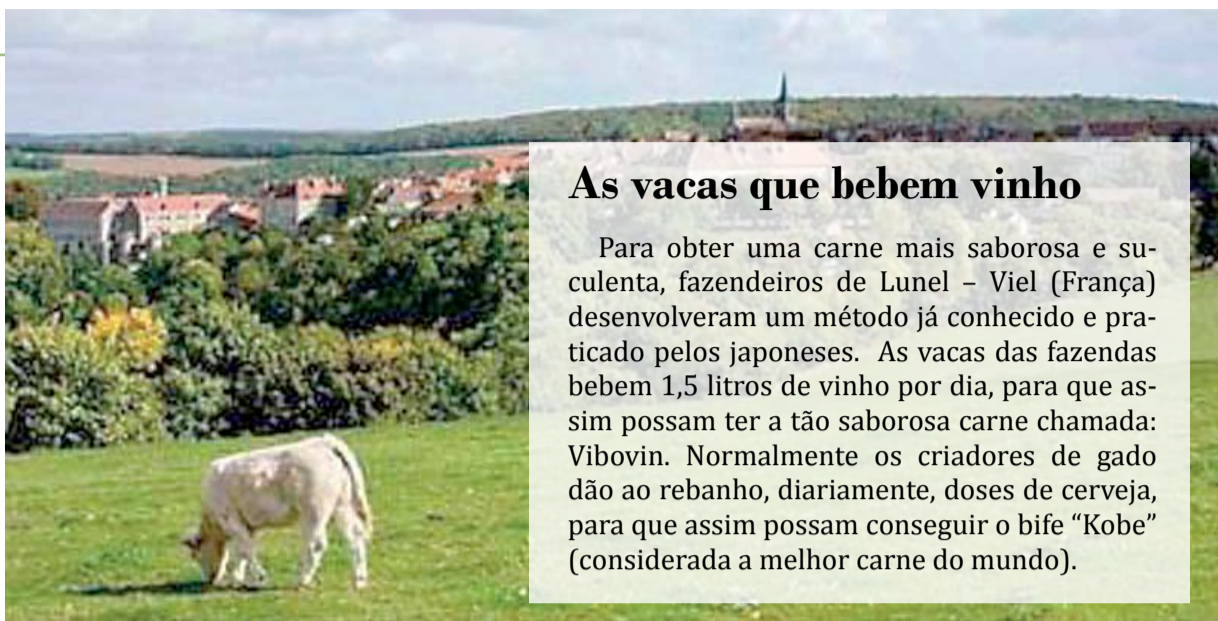 As vacas que bebem vinho
Para obter uma carne mais saborosa e su-
culenta, fazendeiros de Lunel – Viel (França)
desenvolveram um método já conhecido e pra-
ticado pelos japoneses. As vacas das fazendas
bebem 1,5 litros de vinho por dia, para que as-
sim possam ter a tão saborosa carne chamada:
Vibovin. Normalmente os criadores de gado
dão ao rebanho, diariamente, doses de cerveja,
para que assim possam conseguir o bife “Kobe”
(considerada a melhor carne do mundo).